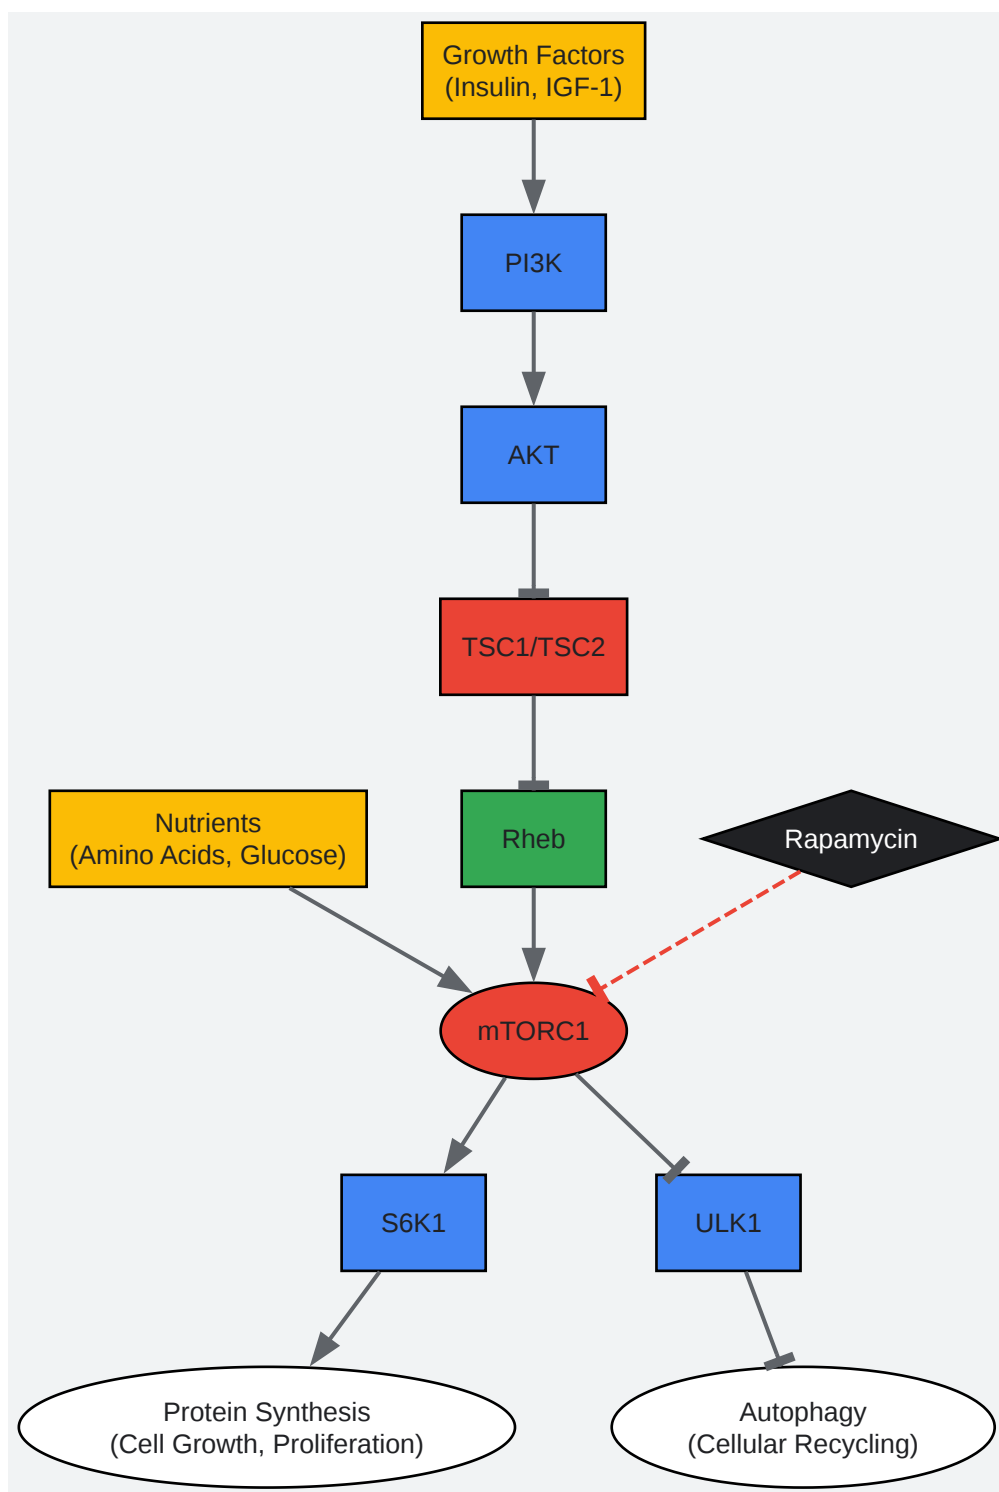 Growth Factors
(Insulin, IGF-1)
PI3K
AKT
TSC1/TSC2
Nutrients
(Amino Acids, Glucose)
Rheb
Rapamycin
mTORC1
S6K1
ULK1
Protein Synthesis
(Cell Growth, Proliferation)
Autophagy
(Cellular Recycling)